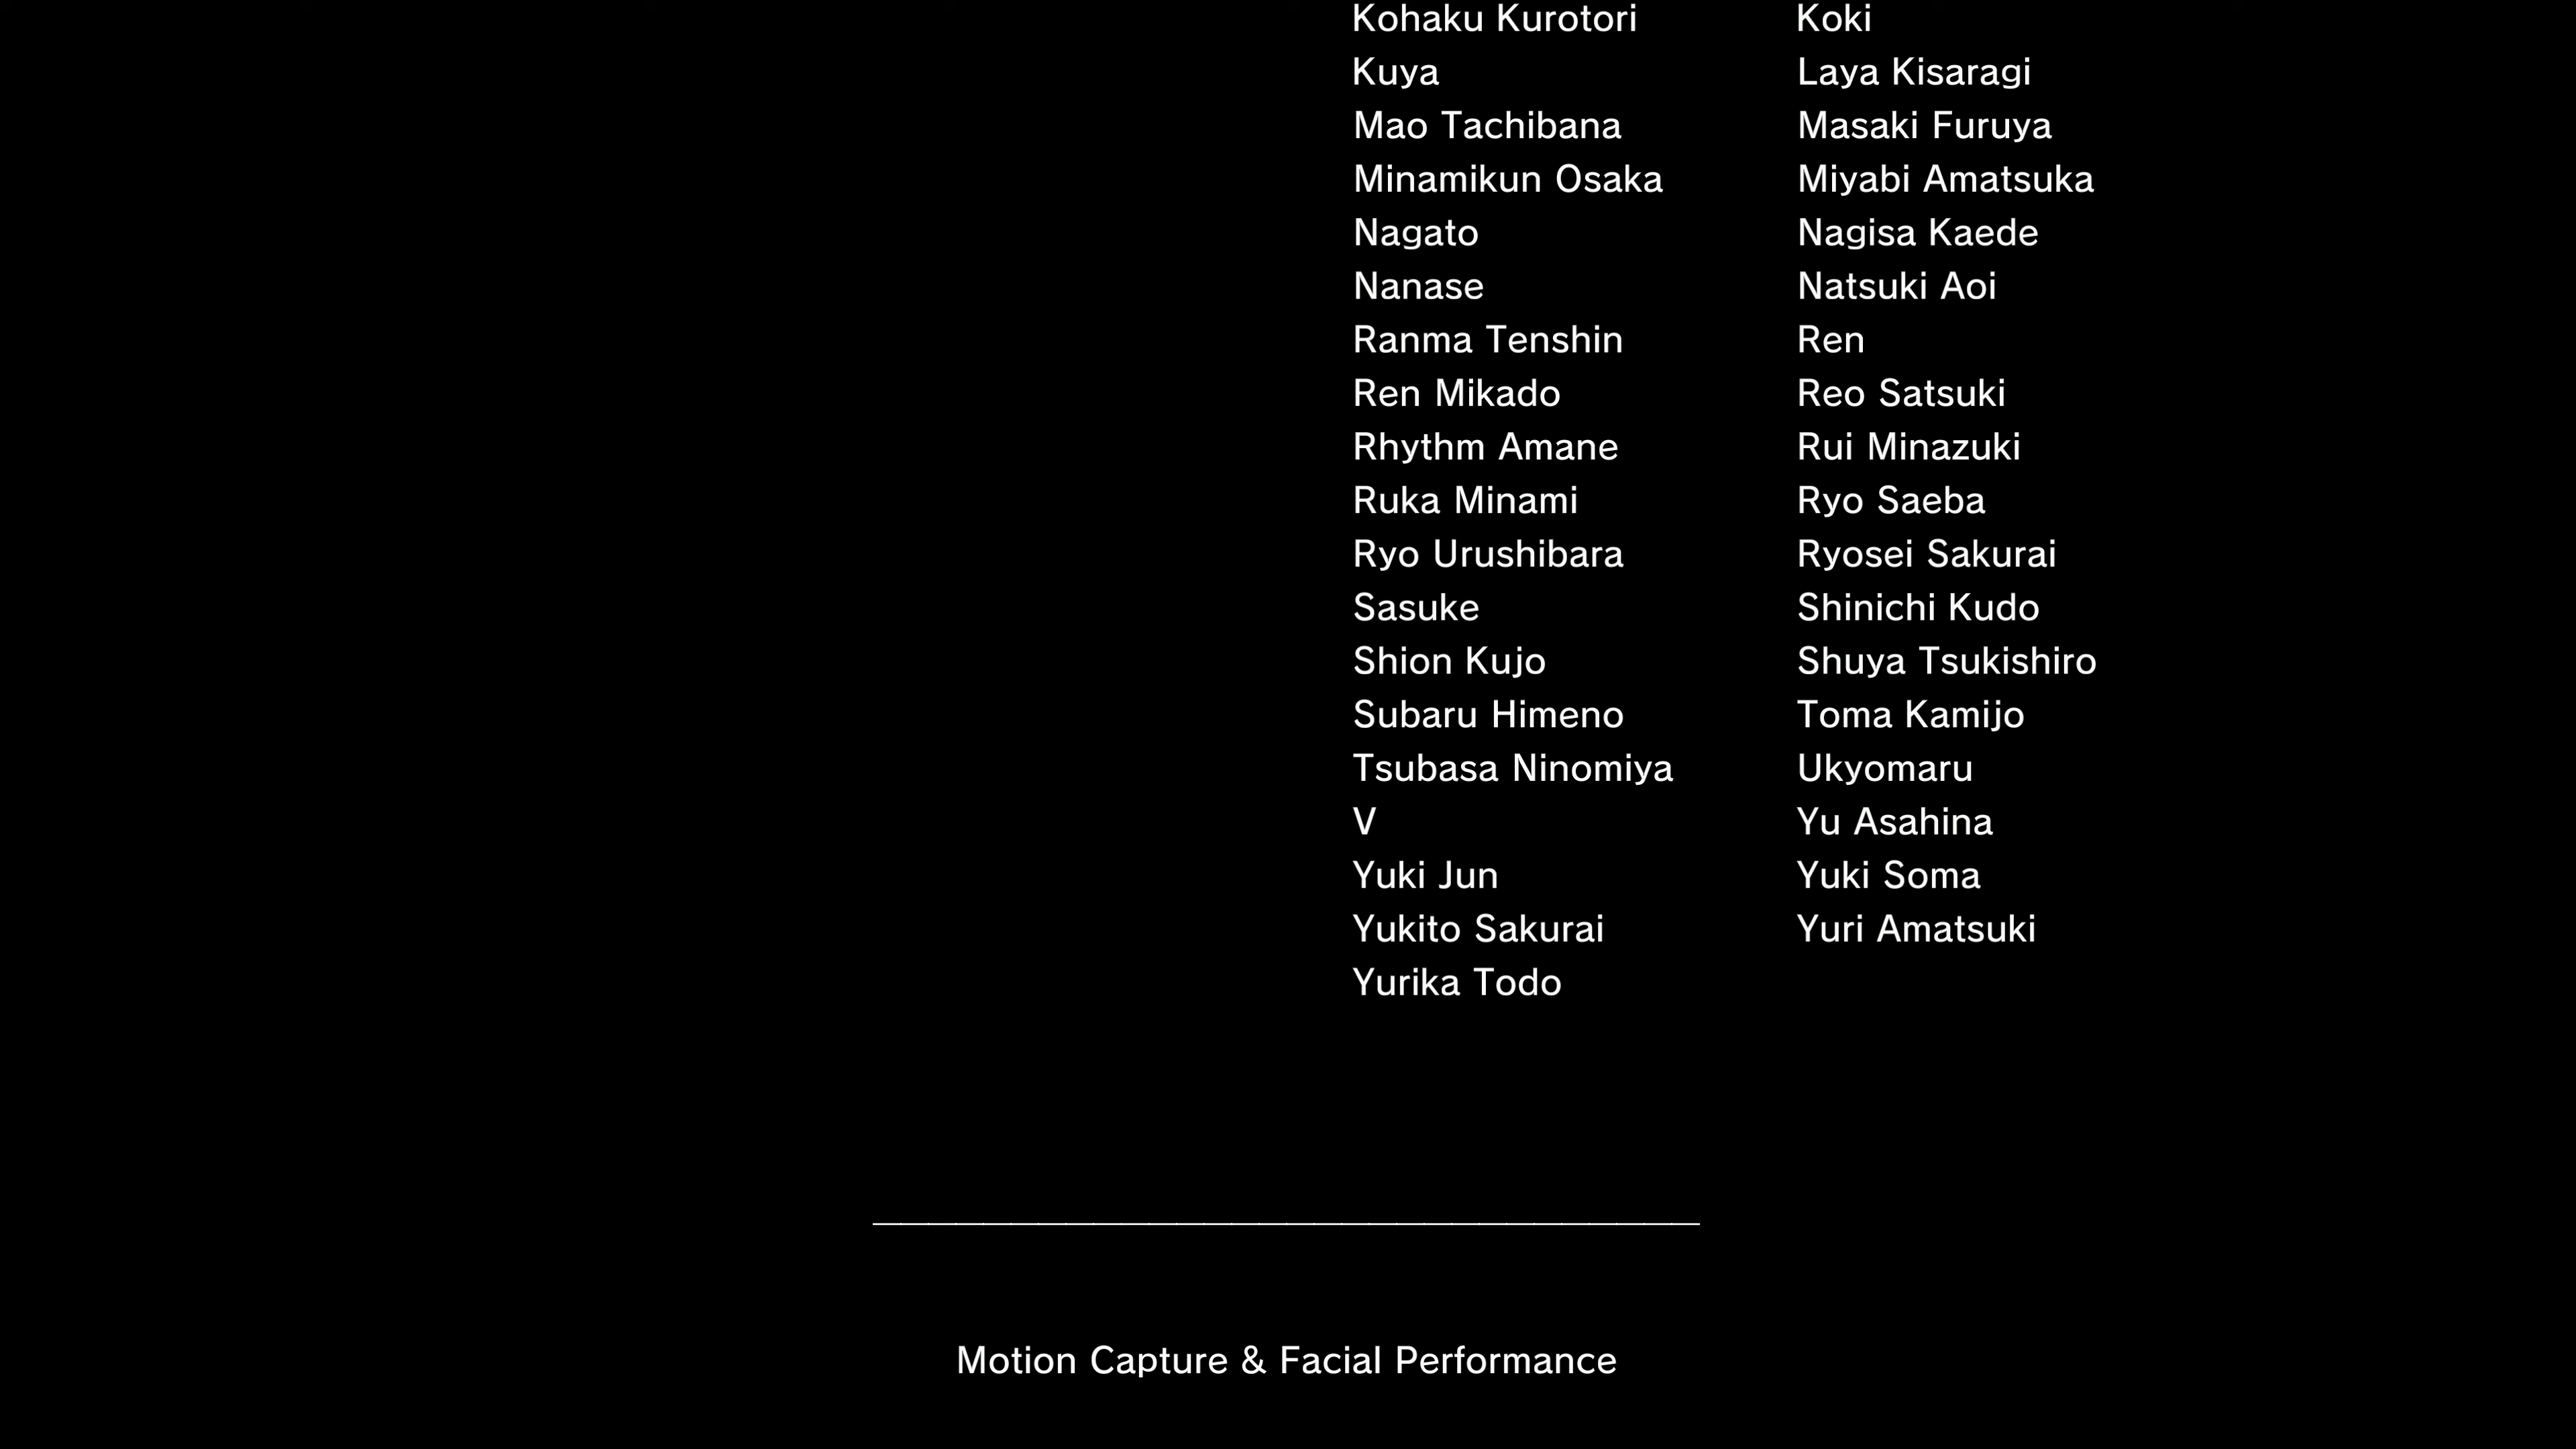 Kohaku Kurotori Koki
Kuya Laya Kisaragi
Mao Tachibana Masaki Furuya
Minamikun Osaka Miyabi Amatsuka
Nagato Nagisa Kaede
Nanase Natsuki Aoi
Ranma Tenshin Ren
Ren Mikado Reo Satsuki
Rhythm Amane Rui Minazuki
Ruka Minami Ryo Saeba
Ryo Urushibara Ryosei Sakurai
Sasuke Shinichi Kudo
Shion Kujo Shuya Tsukishiro
Subaru Himeno Toma Kamijo
Tsubasa Ninomiya Ukyomaru
V Yu Asahina
Yuki Jun Yuki Soma
Yukito Sakurai Yuri Amatsuki
Yurika Todo
Motion Capture & Facial Performance